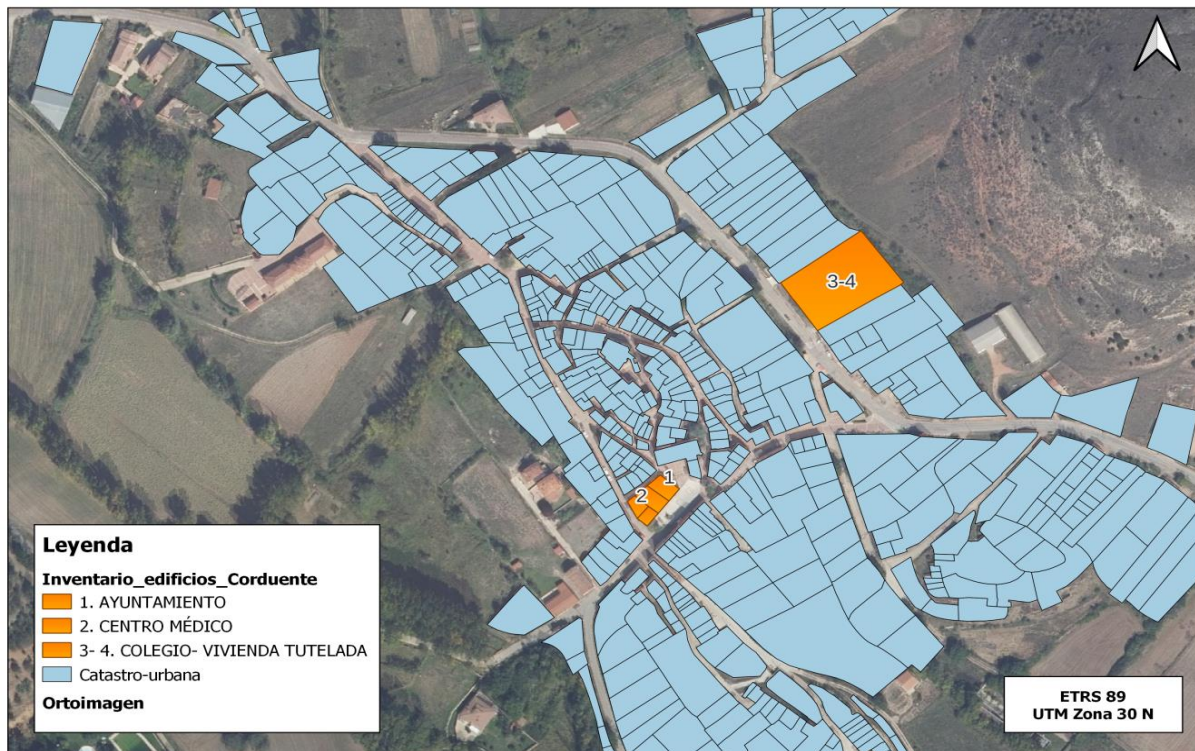 3-4
1
2
Leyenda
Inventario_edificios_Corduente
1. AYUNTAMIENTO
2. CENTRO MÉDICO
3- 4. COLEGIO- VIVIENDA TUTELADA
Catastro-urbana
Ortoimagen
ETRS 89
UTM Zona 30 N